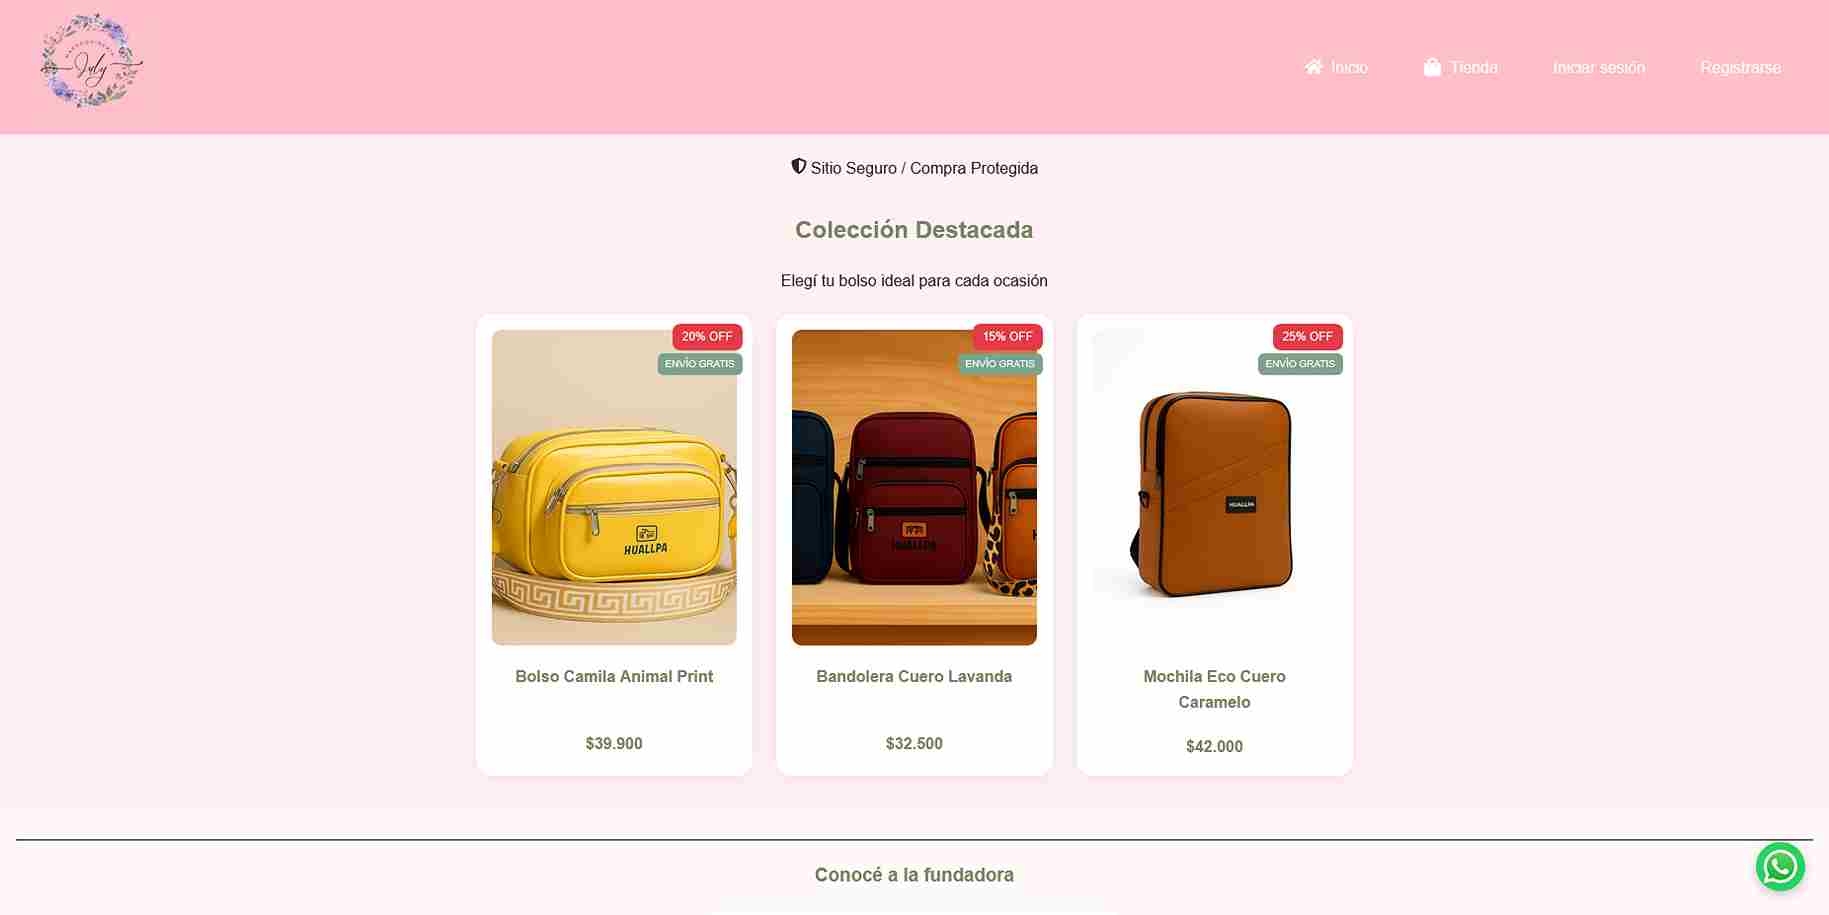 MARROQUINERIA
July
Inicio
Tienda
Iniciar sesión
Registrarse
Sitio Seguro / Compra Protegida
Colección Destacada
Elegí tu bolso ideal para cada ocasión
20% OFF
ENVÍO GRATIS
HUALLPA
Bolso Camila Animal Print
$39.900
15% OFF
ENVÍO GRATIS
HUALLPA
Bandolera Cuero Lavanda
$32.500
25% OFF
ENVÍO GRATIS
HUALLPA
Mochila Eco Cuero
Caramelo
$42.000
Conocé a la fundadora